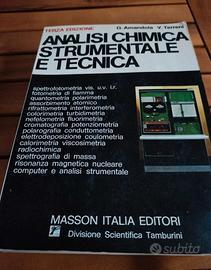 TERZA EDIZIONE
G. Amandola V. Terreni
ANALISI CHIMICA
STRUMENTALE
E TECNICA
spettrofotometria vis. u.v. i.r.
fotometria di fiamma
quantometria polarimetria
assorbimento atomico
rifrattometria interferometria
colorimetria turbidimetria
nefelometria fluorimetria
cromatografia potenziometria
polarografia conduttometria
elettrodeposizione coulometria
calorimetria viscosimetria
radiochimica
spettrografia di massa
risonanza magnetica nucleare
computer e analisi strumentale
MASSON ITALIA EDITORI
Divisione Scientifica Tamburini
subito